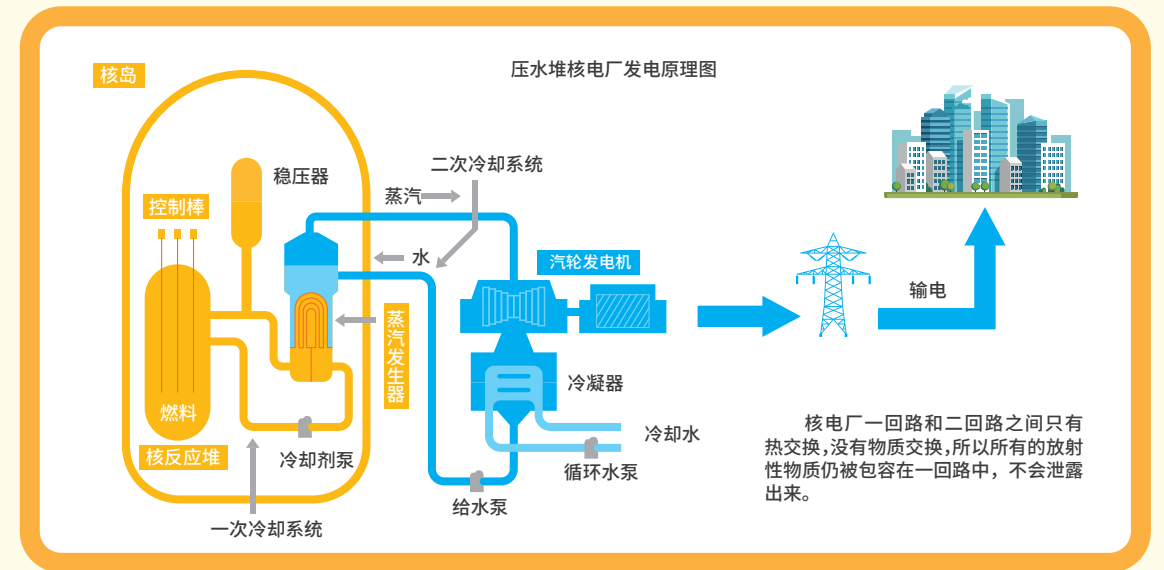 压水堆核电厂发电原理图
核岛
稳压器
二次冷却系统
蒸汽
控制棒
水
汽轮发电机
输电
蒸汽发生器
冷凝器
燃料
冷却水
核反应堆
冷却剂泵
循环水泵
给水泵
一次冷却系统
核电厂一回路和二回路之间只有
热交换，没有物质交换，所以所有的放射
性物质仍被包容在一回路中，不会泄露
出来。